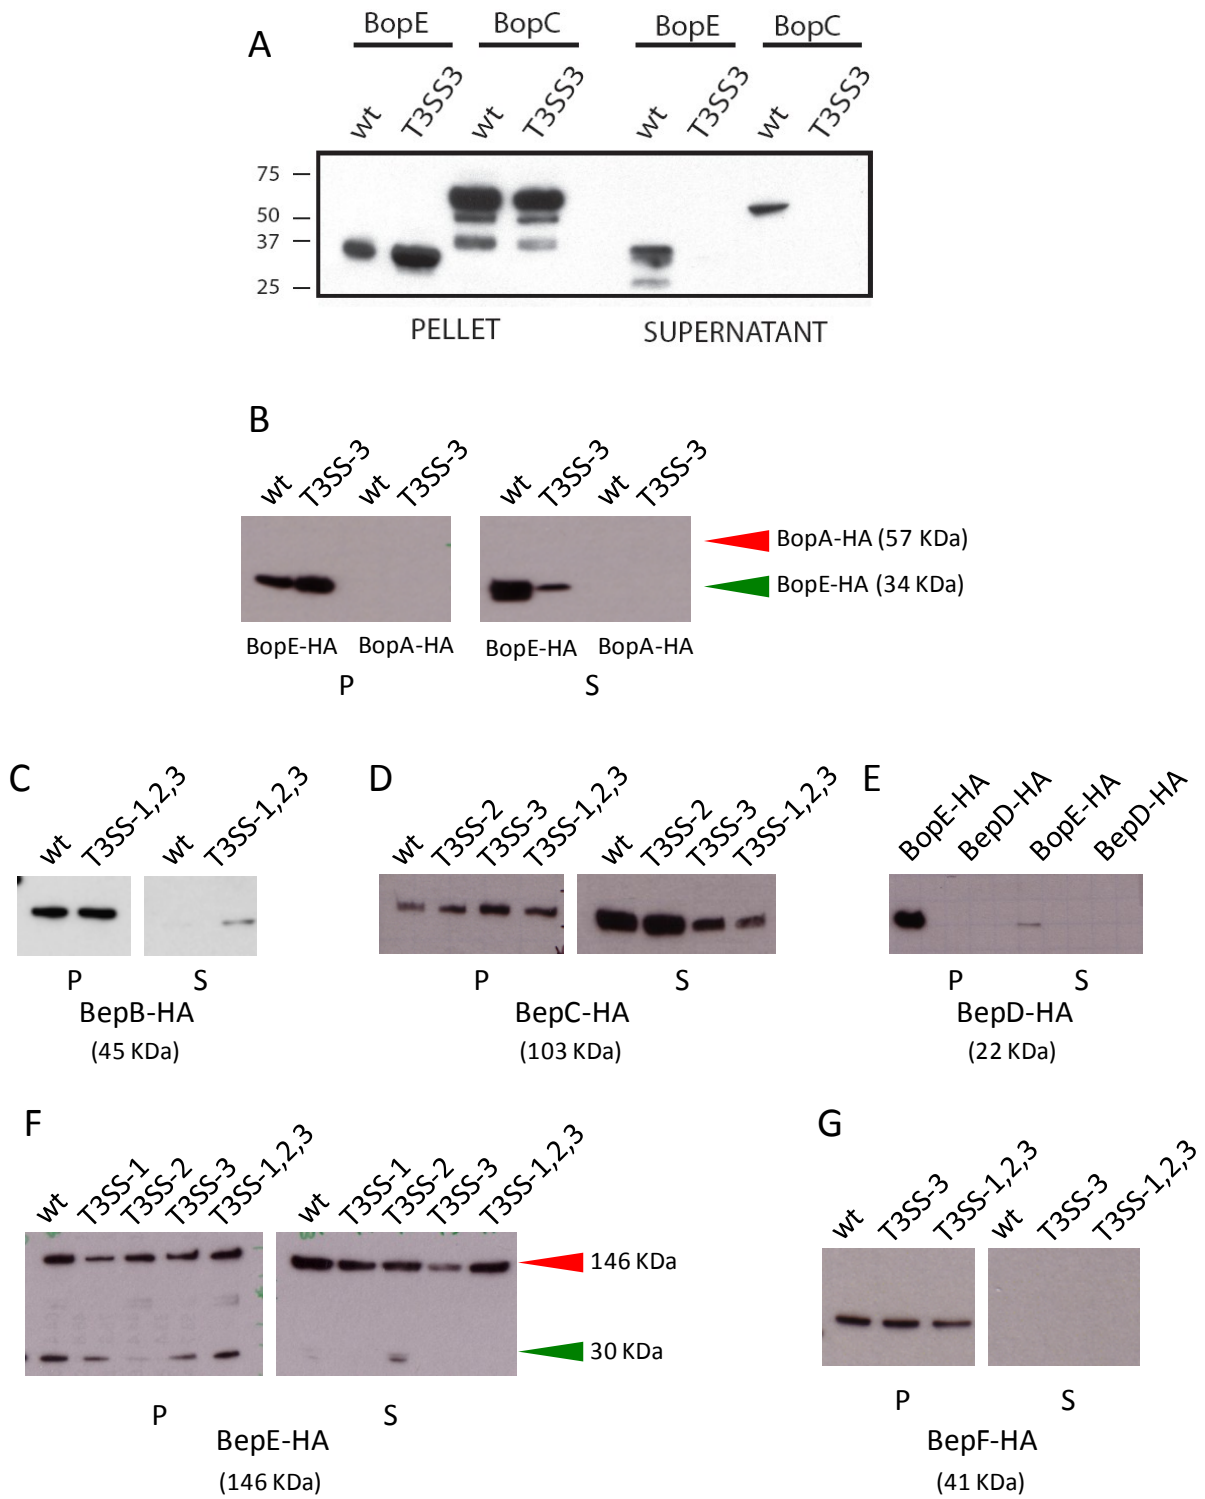 A
BopE BopC BopE BopC
wt T3SS3 wt T3SS3 wt T3SS3 wt T3SS3
75
50
37
25
PELLET SUPERNATANT
B
wt T3SS-3 wt T3SS-3 wt T3SS-3 wt T3SS-3
BopA-HA (57 KDa)
BopE-HA (34 KDa)
BopE-HA BopA-HA BopE-HA BopA-HA
P S
C
wt T3SS-1,2,3 wt T3SS-1,2,3
P S
BepB-HA
(45 KDa)
D
wt T3SS-2 T3SS-3 T3SS-1,2,3 wt T3SS-2 T3SS-3 T3SS-1,2,3
P S
BepC-HA
(103 KDa)
E
BopE-HA BepD-HA BopE-HA BepD-HA
P S
BepD-HA
(22 KDa)
F
wt T3SS-1 T3SS-2 T3SS-3 T3SS-1,2,3 wt T3SS-1 T3SS-2 T3SS-3 T3SS-1,2,3
146 KDa
30 KDa
P S
BepE-HA
(146 KDa)
G
wt T3SS-3 T3SS-1,2,3 wt T3SS-3 T3SS-1,2,3
P S
BepF-HA
(41 KDa)